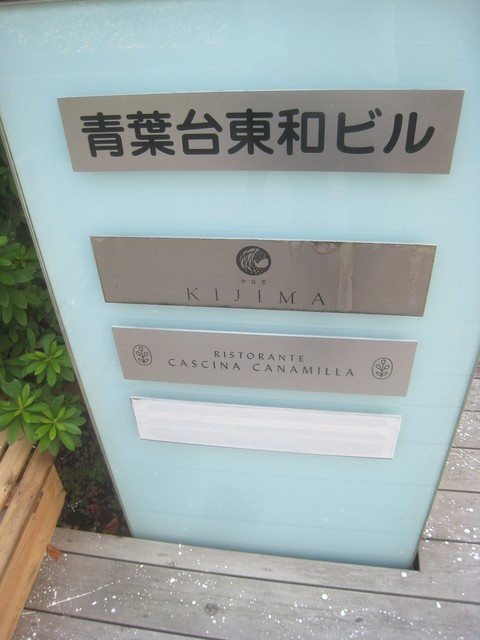 青葉台東和ビル
KIJIMA
RISTORANTE
CASCINA CANAMILLA